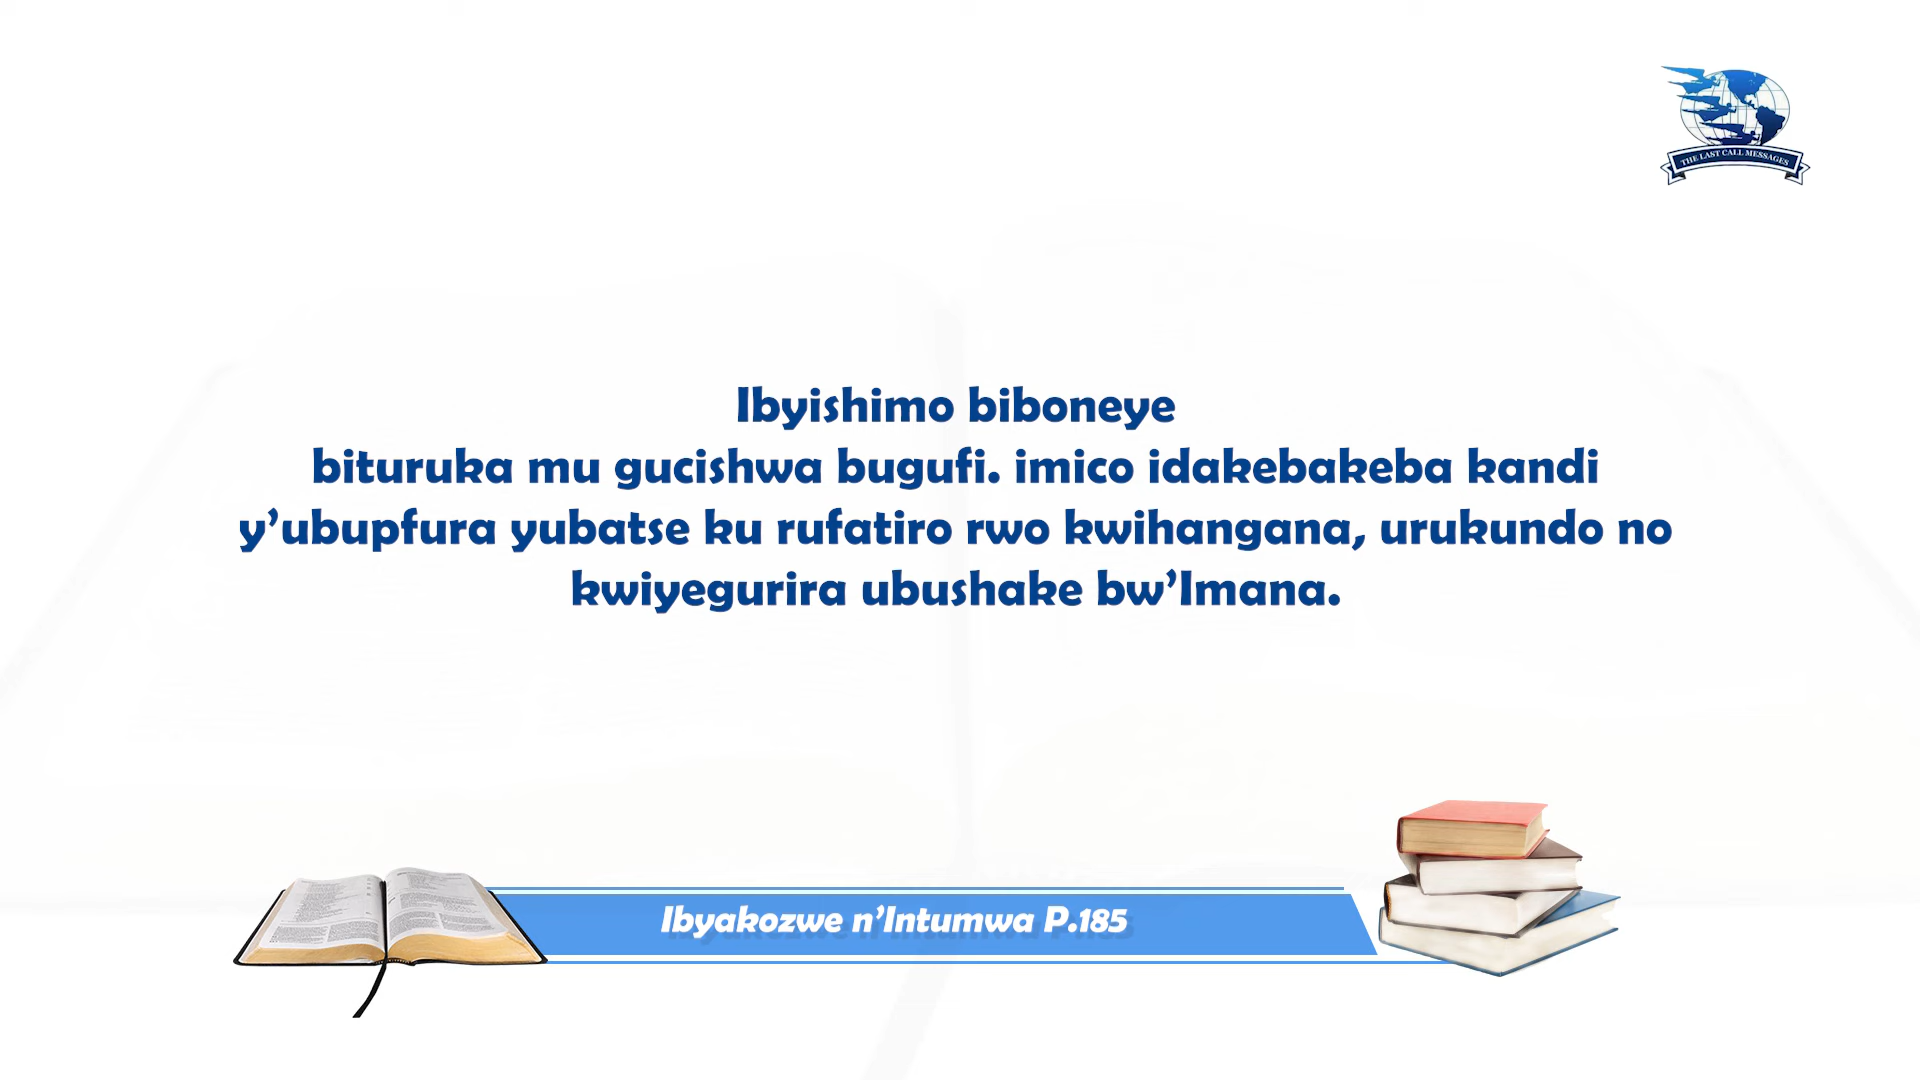 THE LAST CALL MESSAGES
Ibyishimo biboneye
bituruka mu gucishwa bugufi. imico idakebakeba kandi
y’ubupfura yubatse ku rufatiro rwo kwihangana, urukundo no
kwiyegurira ubushake bw’Imana.
Ibyakozwe n’Intumwa P.185